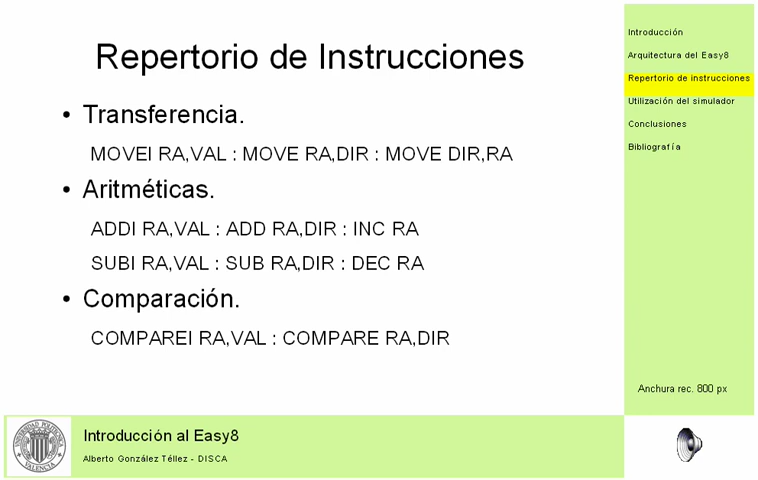 Repertorio de Instrucciones
• Transferencia.
MOVEI RA,VAL : MOVE RA,DIR : MOVE DIR,RA
• Aritméticas.
ADDI RA,VAL : ADD RA,DIR : INC RA
SUBI RA,VAL : SUB RA,DIR : DEC RA
• Comparación.
COMPAREI RA,VAL : COMPARE RA,DIR
Introducción
Arquitectura del Easy8
Repertorio de instrucciones
Utilización del simulador
Conclusiones
Bibliografía
Anchura rec. 800 px
UNIVERSIDAD POLITECNICA
VALENCIA
Introducción al Easy8
Alberto González Téllez - DISCA